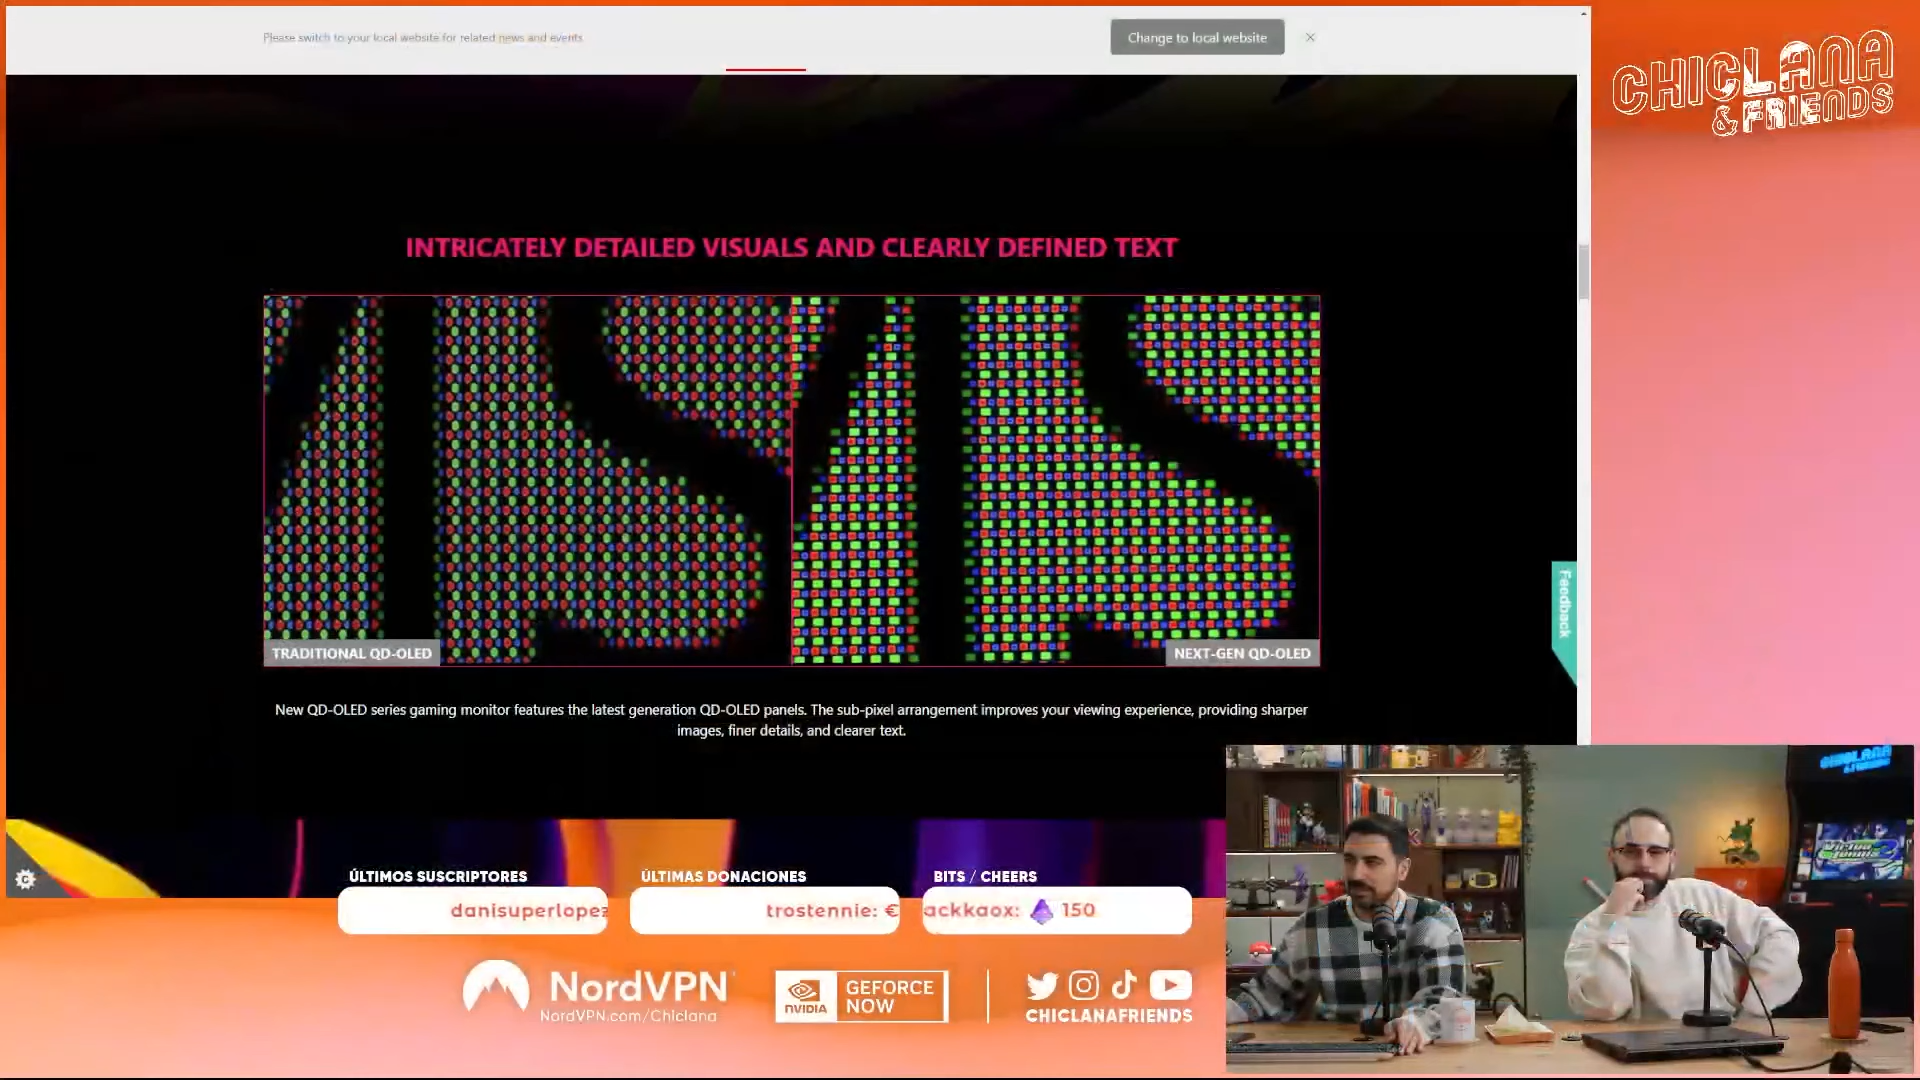 Please switch to your local website for related news and events.
Change to local website
CHICLANA
& FRIENDS
INTRICATELY DETAILED VISUALS AND CLEARLY DEFINED TEXT
TRADITIONAL QD-OLED
NEXT-GEN QD-OLED
Feedback
New QD-OLED series gaming monitor features the latest generation QD-OLED panels. The sub-pixel arrangement improves your viewing experience, providing sharper
images, finer details, and clearer text.
ÚLTIMOS SUSCRIPTORES
ÚLTIMAS DONACIONES
BITS / CHEERS
danisuperlopez
trostennie: €
ackkaox: 150
NordVPN
NordVPN.com/Chiclana
NVIDIA
GEFORCE
NOW
CHICLANAFRIENDS
CHICLANA
& FRIENDS
Virtua
Tennis